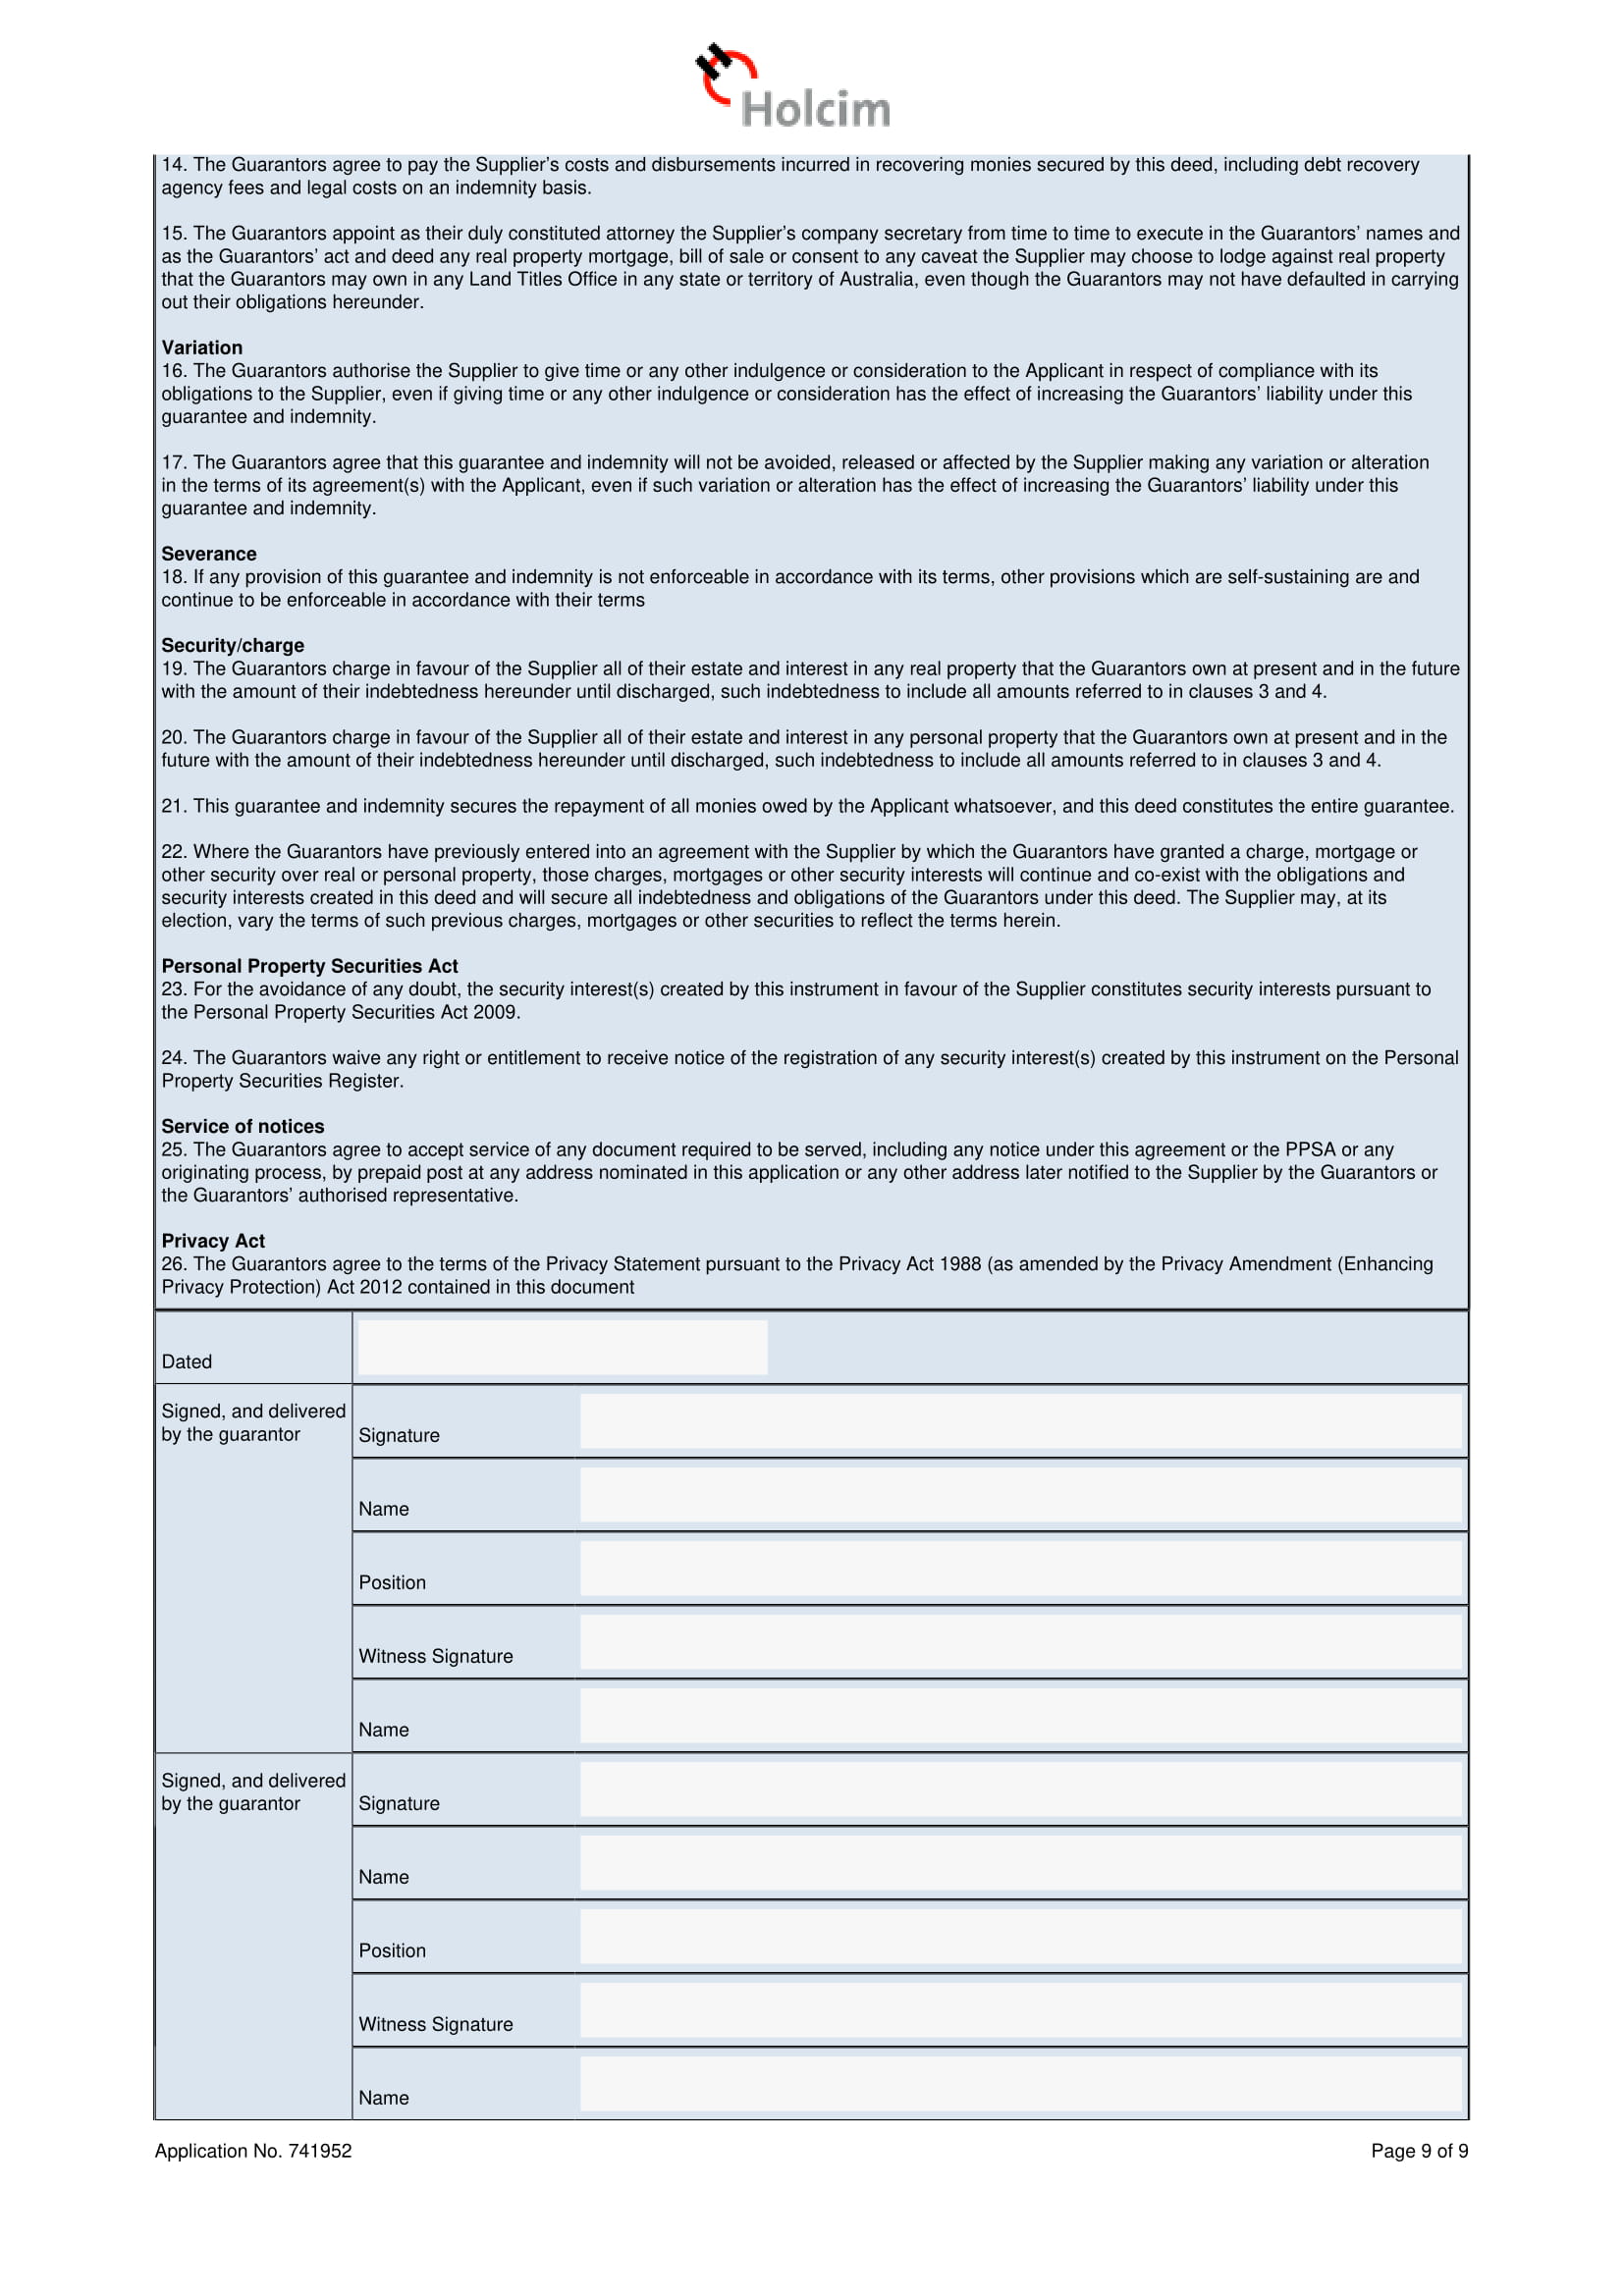 Holcim
14. The Guarantors agree to pay the Supplier’s costs and disbursements incurred in recovering monies secured by this deed, including debt recovery
agency fees and legal costs on an indemnity basis.
15. The Guarantors appoint as their duly constituted attorney the Supplier’s company secretary from time to time to execute in the Guarantors’ names and
as the Guarantors’ act and deed any real property mortgage, bill of sale or consent to any caveat the Supplier may choose to lodge against real property
that the Guarantors may own in any Land Titles Office in any state or territory of Australia, even though the Guarantors may not have defaulted in carrying
out their obligations hereunder.
Variation
16. The Guarantors authorise the Supplier to give time or any other indulgence or consideration to the Applicant in respect of compliance with its
obligations to the Supplier, even if giving time or any other indulgence or consideration has the effect of increasing the Guarantors’ liability under this
guarantee and indemnity.
17. The Guarantors agree that this guarantee and indemnity will not be avoided, released or affected by the Supplier making any variation or alteration
in the terms of its agreement(s) with the Applicant, even if such variation or alteration has the effect of increasing the Guarantors’ liability under this
guarantee and indemnity.
Severance
18. If any provision of this guarantee and indemnity is not enforceable in accordance with its terms, other provisions which are self-sustaining are and
continue to be enforceable in accordance with their terms
Security/charge
19. The Guarantors charge in favour of the Supplier all of their estate and interest in any real property that the Guarantors own at present and in the future
with the amount of their indebtedness hereunder until discharged, such indebtedness to include all amounts referred to in clauses 3 and 4.
20. The Guarantors charge in favour of the Supplier all of their estate and interest in any personal property that the Guarantors own at present and in the
future with the amount of their indebtedness hereunder until discharged, such indebtedness to include all amounts referred to in clauses 3 and 4.
21. This guarantee and indemnity secures the repayment of all monies owed by the Applicant whatsoever, and this deed constitutes the entire guarantee.
22. Where the Guarantors have previously entered into an agreement with the Supplier by which the Guarantors have granted a charge, mortgage or
other security over real or personal property, those charges, mortgages or other security interests will continue and co-exist with the obligations and
security interests created in this deed and will secure all indebtedness and obligations of the Guarantors under this deed. The Supplier may, at its
election, vary the terms of such previous charges, mortgages or other securities to reflect the terms herein.
Personal Property Securities Act
23. For the avoidance of any doubt, the security interest(s) created by this instrument in favour of the Supplier constitutes security interests pursuant to
the Personal Property Securities Act 2009.
24. The Guarantors waive any right or entitlement to receive notice of the registration of any security interest(s) created by this instrument on the Personal
Property Securities Register.
Service of notices
25. The Guarantors agree to accept service of any document required to be served, including any notice under this agreement or the PPSA or any
originating process, by prepaid post at any address nominated in this application or any other address later notified to the Supplier by the Guarantors or
the Guarantors’ authorised representative.
Privacy Act
26. The Guarantors agree to the terms of the Privacy Statement pursuant to the Privacy Act 1988 (as amended by the Privacy Amendment (Enhancing
Privacy Protection) Act 2012 contained in this document
Dated
Signed, and delivered
by the guarantor
Signature
Name
Position
Witness Signature
Name
Signed, and delivered
by the guarantor
Signature
Name
Position
Witness Signature
Name
Application No. 741952
Page 9 of 9